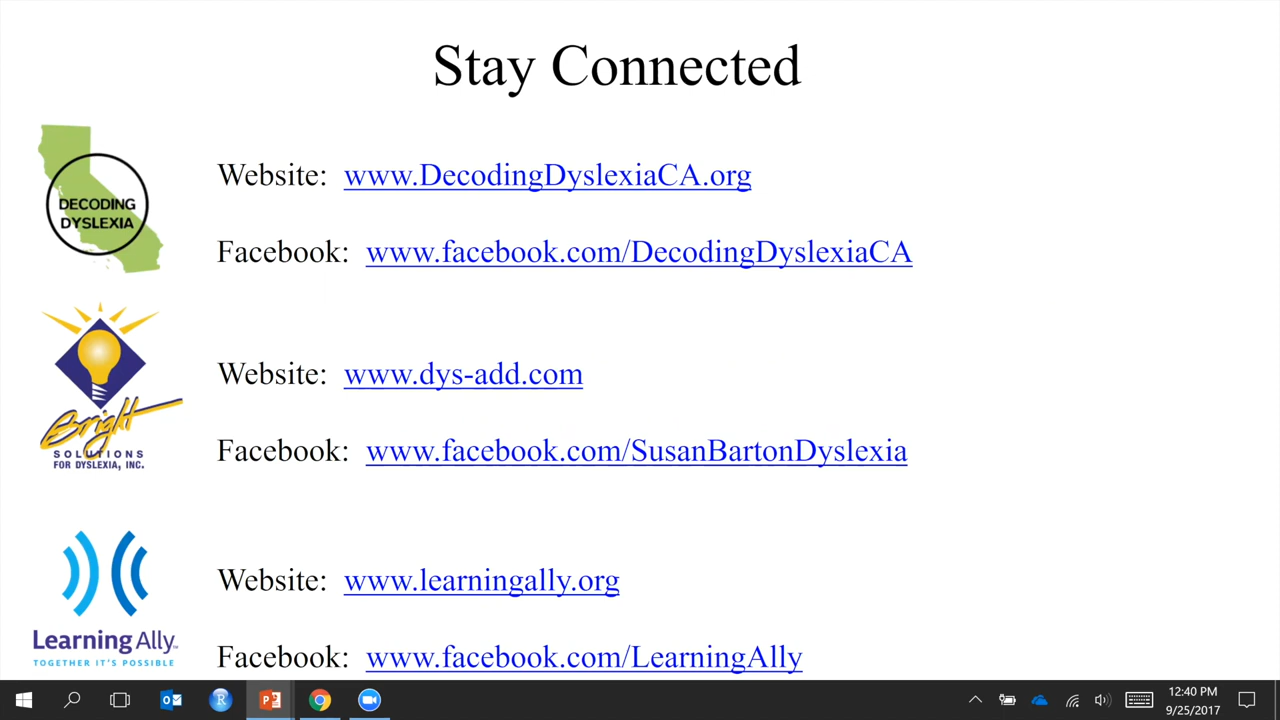 Stay Connected
DECODING
DYSLEXIA
Website: www.DecodingDyslexiaCA.org
Facebook: www.facebook.com/DecodingDyslexiaCA
Bright
SOLUTIONS
FOR DYSLEXIA, INC.
Website: www.dys-add.com
Facebook: www.facebook.com/SusanBartonDyslexia
Learning Ally™
TOGETHER IT'S POSSIBLE
Website: www.learningally.org
Facebook: www.facebook.com/LearningAlly
12:40 PM
9/25/2017